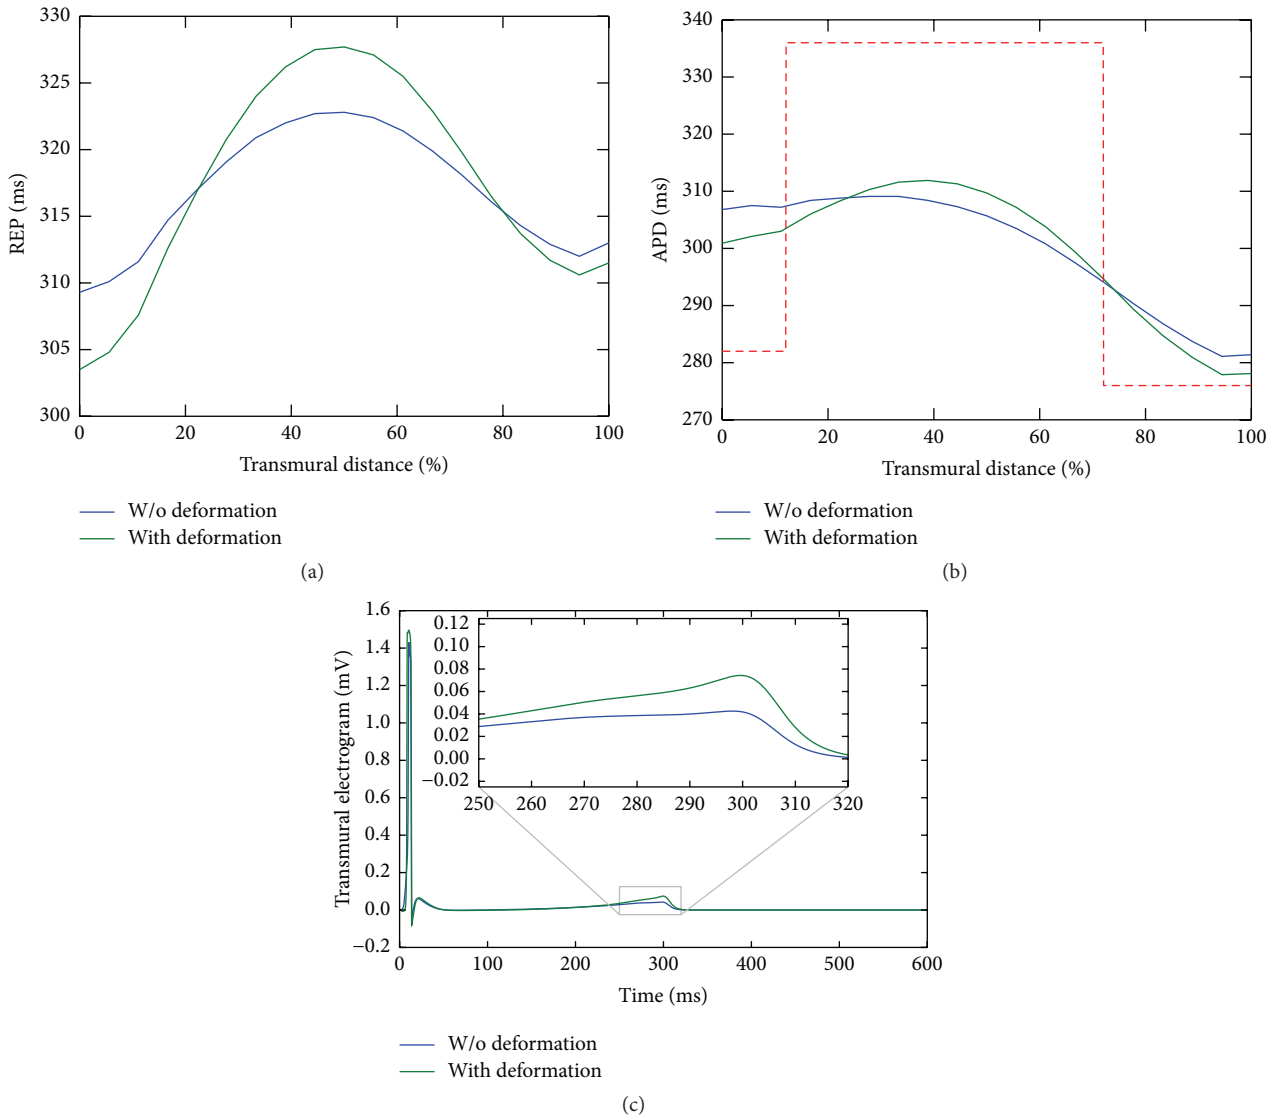 330
325
320
315
310
305
300
REP (ms)
0 20 40 60 80 100
Transmural distance (%)
W/o deformation
With deformation
(a)
340
330
320
310
300
290
280
270
APD (ms)
0 20 40 60 80 100
Transmural distance (%)
W/o deformation
With deformation
(b)
1.6
1.4
1.2
1.0
0.8
0.6
0.4
0.2
0.0
−0.2
Transmural electrogram (mV)
0.12
0.10
0.08
0.06
0.04
0.02
0.00
−0.02
250 260 270 280 290 300 310 320
0 100 200 300 400 500 600
Time (ms)
W/o deformation
With deformation
(c)